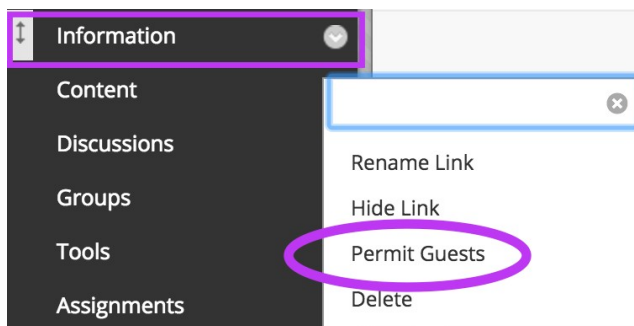 Information
Content
Discussions
Groups
Tools
Assignments
Rename Link
Hide Link
Permit Guests
Delete